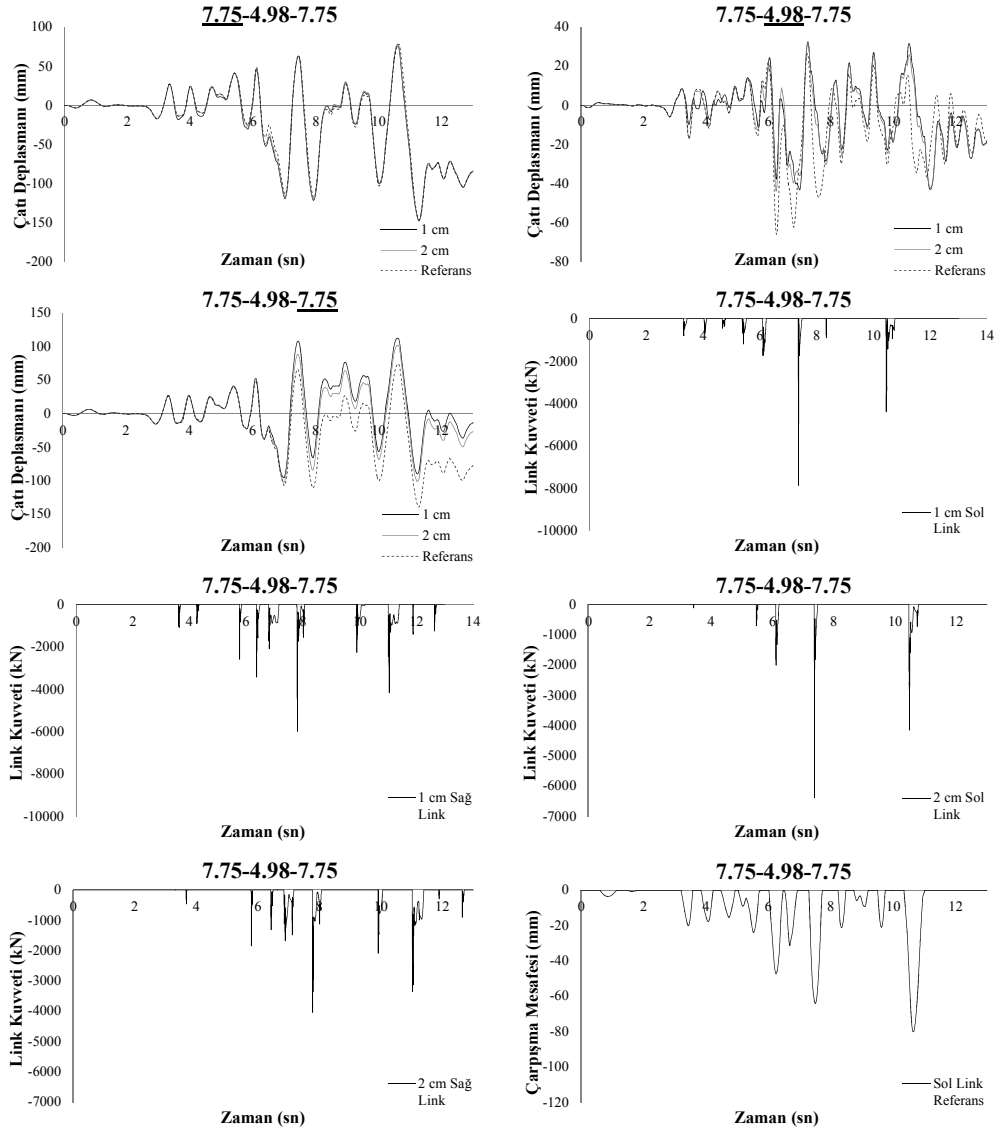 7.75-4.98-7.75
100
50
0
-50
-100
-150
-200
0 2 4 6 8 10 12
Çatı Deplasmanı (mm)
Zaman (sn)
1 cm
2 cm
Referans
7.75-4.98-7.75
40
20
0
-20
-40
-60
-80
0 2 4 6 8 10 12
Çatı Deplasmanı (mm)
Zaman (sn)
1 cm
2 cm
Referans
7.75-4.98-7.75
150
100
50
0
-50
-100
-150
-200
0 2 4 6 8 10 12
Çatı Deplasmanı (mm)
Zaman (sn)
1 cm
2 cm
Referans
7.75-4.98-7.75
0
-2000
-4000
-6000
-8000
-10000
0 2 4 6 8 10 12 14
Link Kuvveti (kN)
Zaman (sn)
1 cm Sol
Link
7.75-4.98-7.75
0
-2000
-4000
-6000
-8000
-10000
0 2 4 6 8 10 12 14
Link Kuvveti (kN)
Zaman (sn)
1 cm Sağ
Link
7.75-4.98-7.75
0
-1000
-2000
-3000
-4000
-5000
-6000
-7000
0 2 4 6 8 10 12
Link Kuvveti (kN)
Zaman (sn)
2 cm Sol
Link
7.75-4.98-7.75
0
-1000
-2000
-3000
-4000
-5000
-6000
-7000
0 2 4 6 8 10 12
Link Kuvveti (kN)
Zaman (sn)
2 cm Sağ
Link
7.75-4.98-7.75
0
-20
-40
-60
-80
-100
-120
0 2 4 6 8 10 12
Çarpışma Mesafesi (mm)
Zaman (sn)
Sol Link
Referans